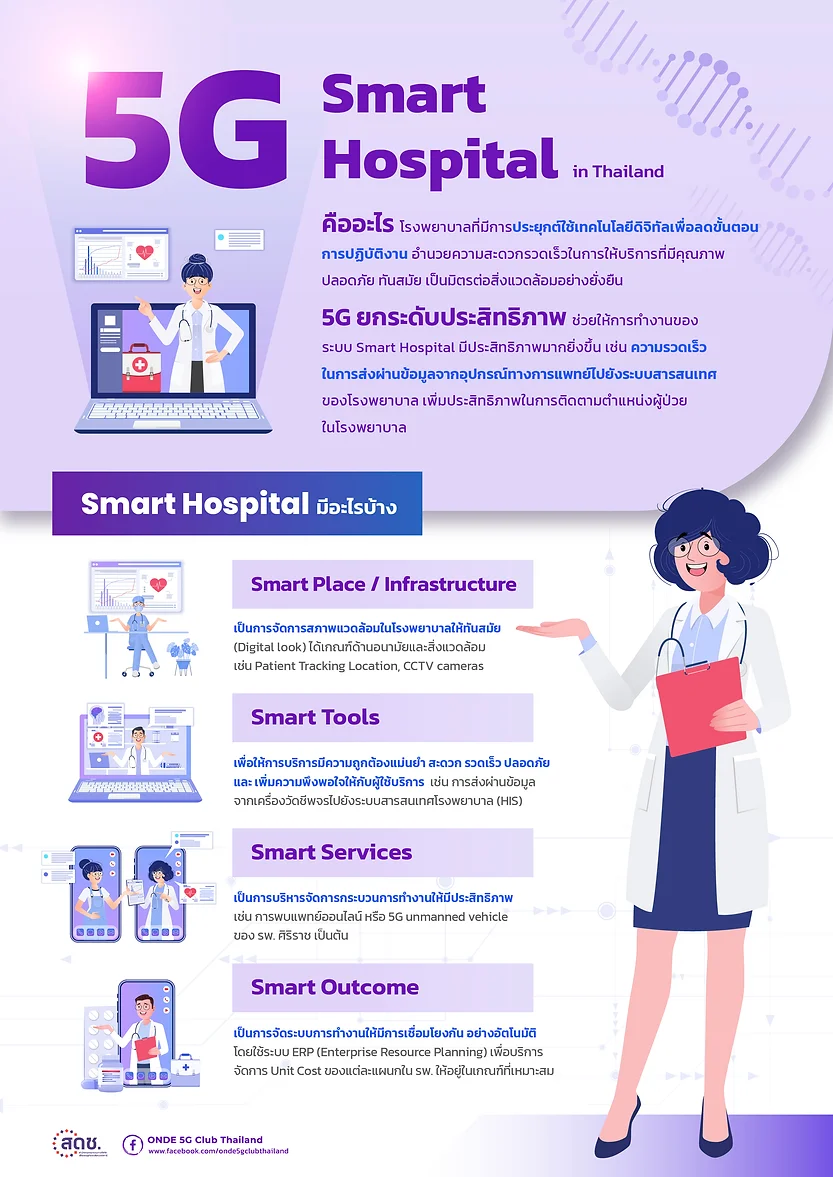 5G
Smart
Hospital in Thailand
คืออะไร โรงพยาบาลที่มีการประยุกต์ใช้เทคโนโลยีดิจิทัลเพื่อลดขั้นตอน
การปฏิบัติงาน อำนวยความสะดวกรวดเร็วในการให้บริการที่มีคุณภาพ
ปลอดภัย ทันสมัย เป็นมิตรต่อสิ่งแวดล้อมอย่างยั่งยืน
5G ยกระดับประสิทธิภาพ ช่วยให้การทำงานของ
ระบบ Smart Hospital มีประสิทธิภาพมากยิ่งขึ้น เช่น ความรวดเร็ว
ในการส่งผ่านข้อมูลจากอุปกรณ์ทางการแพทย์ไปยังระบบสารสนเทศ
ของโรงพยาบาล เพิ่มประสิทธิภาพในการติดตามตำแหน่งผู้ป่วย
ในโรงพยาบาล
Smart Hospital มีอะไรบ้าง
Smart Place / Infrastructure
เป็นการจัดการสภาพแวดล้อมในโรงพยาบาลให้ทันสมัย
(Digital look) ได้เกณฑ์ด้านอนามัยและสิ่งแวดล้อม
เช่น Patient Tracking Location, CCTV cameras
Smart Tools
เพื่อให้การบริการมีความถูกต้องแม่นยำ สะดวก รวดเร็ว ปลอดภัย
และ เพิ่มความพึงพอใจให้กับผู้ใช้บริการ เช่น การส่งผ่านข้อมูล
จากเครื่องวัดชีพจรไปยังระบบสารสนเทศโรงพยาบาล (HIS)
Smart Services
เป็นการบริหารจัดการกระบวนการทำงานให้มีประสิทธิภาพ
เช่น การพบแพทย์ออนไลน์ หรือ 5G unmanned vehicle
ของ รพ. ศิริราช เป็นต้น
Smart Outcome
เป็นการจัดระบบการทำงานให้มีการเชื่อมโยงกัน อย่างอัตโนมัติ
โดยใช้ระบบ ERP (Enterprise Resource Planning) เพื่อบริการ
จัดการ Unit Cost ของแต่ละแผนกใน รพ. ให้อยู่ในเกณฑ์ที่เหมาะสม
สดช.
ONDE 5G Club Thailand
www.facebook.com/onde5gclubthailand